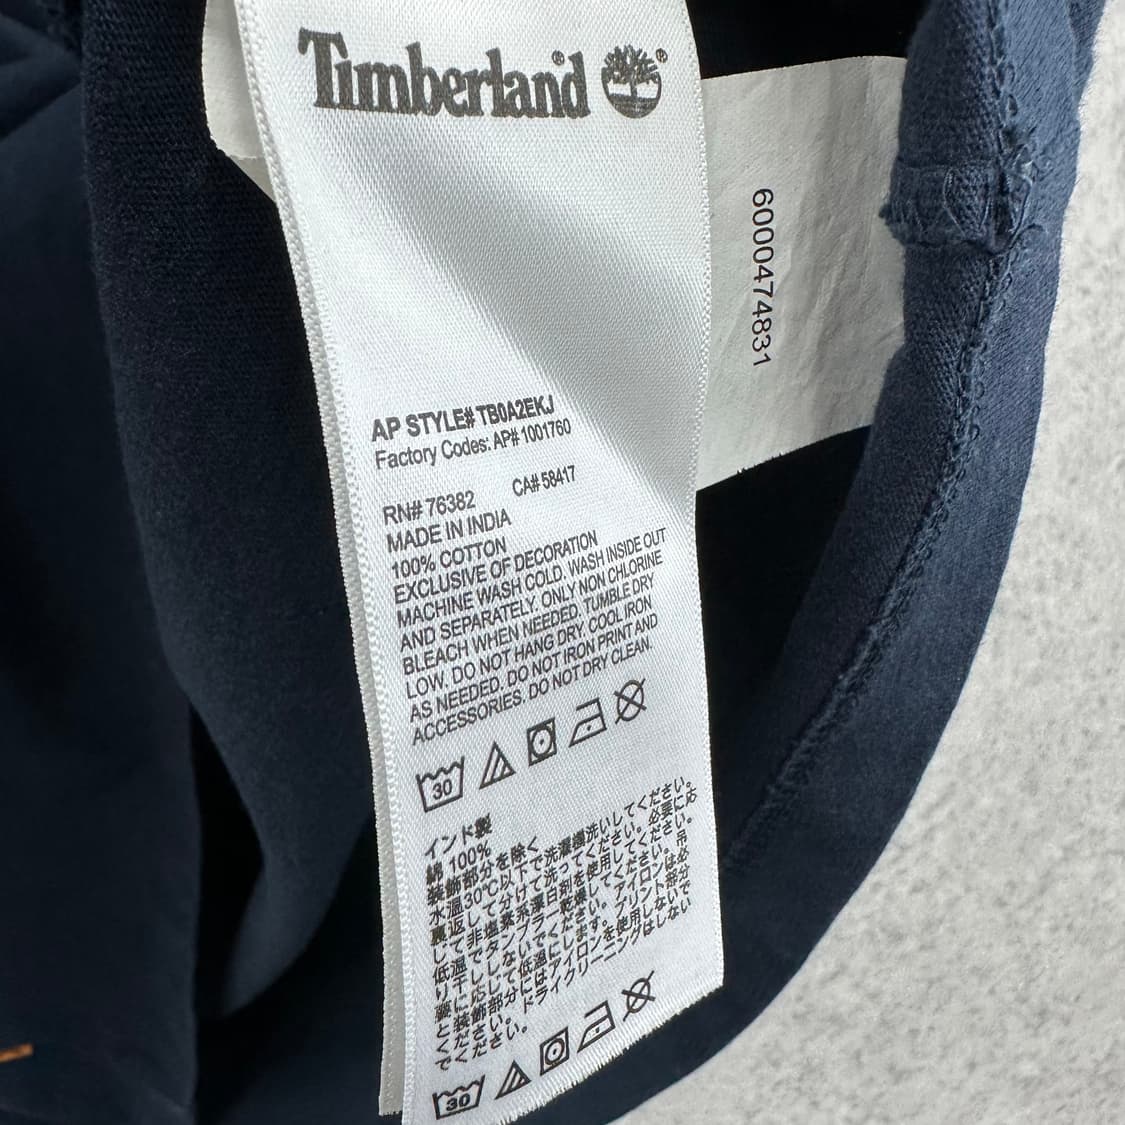 Timberland®
®
6000474831
AP STYLE# TB0A2EKJ
Factory Codes: AP# 1001760
RN# 76382 CA# 58417
MADE IN INDIA
100% COTTON
EXCLUSIVE OF DECORATION
MACHINE WASH COLD. WASH INSIDE OUT
AND SEPARATELY. ONLY NON CHLORINE
BLEACH WHEN NEEDED. TUMBLE DRY
LOW. DO NOT HANG DRY. COOL IRON
AS NEEDED. DO NOT IRON PRINT AND
ACCESSORIES. DO NOT DRY CLEAN.
30
インド製
綿 100%
装飾部分を除く
水温30℃以下で洗濯機洗いしてください。
裏返して分けて洗ってください。必要に応
じて非塩素系漂白剤を使用してください。
低温でタンブラー乾燥してください。吊
り干ししないでください。アイロンは必
要に応じて低温にします。プリント部分
と装飾部分にはアイロンを使用しないで
ください。ドライクリーニングはしない
でください。
30